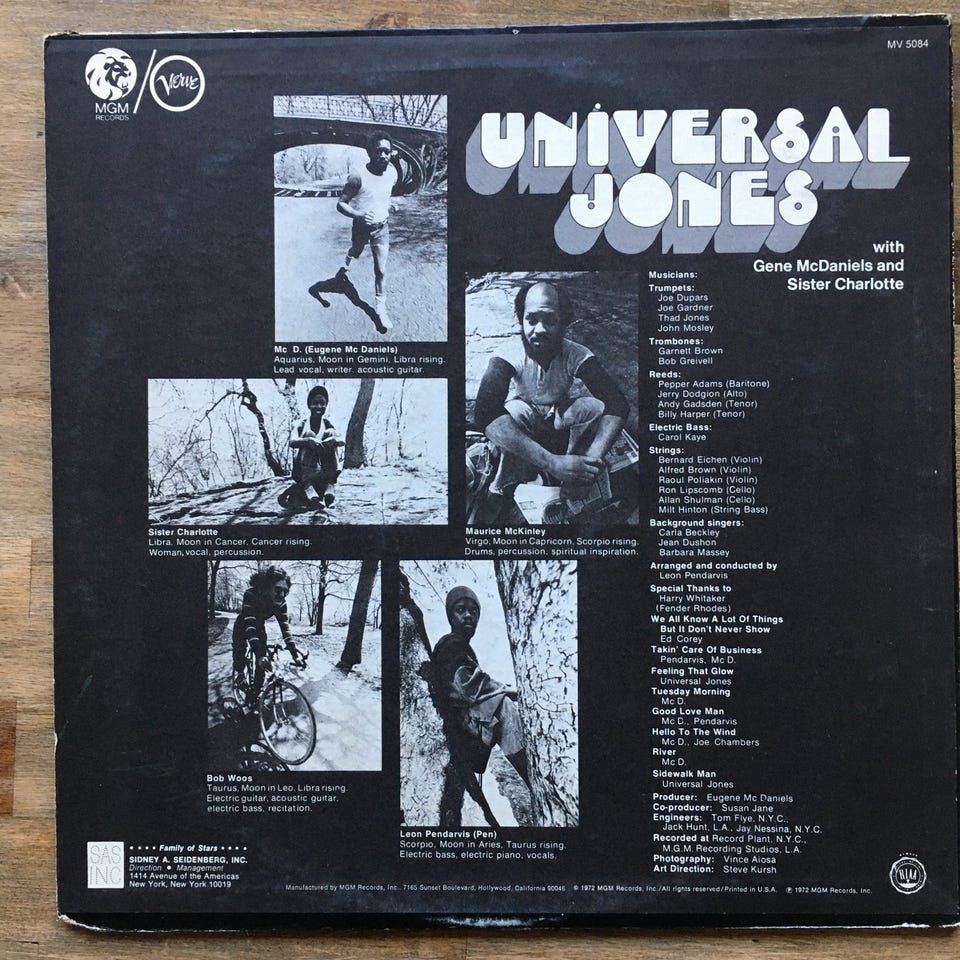 MV 5084
MGM
RECORDS
Verve
UNIVERSAL
JONES
with
Gene McDaniels and
Sister Charlotte
Mc D. (Eugene Mc Daniels)
Aquarius, Moon in Gemini, Libra rising.
Lead vocal, writer, acoustic guitar.
Sister Charlotte
Libra, Moon in Cancer, Cancer rising.
Woman, vocal, percussion.
Maurice McKinley
Virgo, Moon in Capricorn, Scorpio rising.
Drums, percussion, spiritual inspiration.
Bob Woos
Taurus, Moon in Leo, Libra rising.
Electric guitar, acoustic guitar,
electric bass, recitation.
Leon Pendarvis (Pen)
Scorpio, Moon in Aries, Taurus rising.
Electric bass, electric piano, vocals.
Musicians:
Trumpets:
Joe Dupars
Joe Gardner
Thad Jones
John Mosley
Trombones:
Garnett Brown
Bob Greivell
Reeds:
Pepper Adams (Baritone)
Jerry Dodgion (Alto)
Andy Gadsden (Tenor)
Billy Harper (Tenor)
Electric Bass:
Carol Kaye
Strings:
Bernard Eichen (Violin)
Alfred Brown (Violin)
Raoul Poliakin (Violin)
Ron Lipscomb (Cello)
Allan Shulman (Cello)
Milt Hinton (String Bass)
Background singers:
Carla Beckley
Jean Dushon
Barbara Massey
Arranged and conducted by
Leon Pendarvis
Special Thanks to
Harry Whitaker
(Fender Rhodes)
We All Know A Lot Of Things
But It Don't Never Show
Ed Corey
Takin' Care Of Business
Pendarvis, Mc D.
Feeling That Glow
Universal Jones
Tuesday Morning
Mc D.
Good Love Man
Mc D., Pendarvis
Hello To The Wind
Mc D., Joe Chambers
River
Mc D.
Sidewalk Man
Universal Jones
Producer: Eugene Mc Daniels
Co-producer: Susan Jane
Engineers: Tom Flye, N.Y.C.,
Jack Hunt, L.A., Jay Nessina, N.Y.C.
Recorded at Record Plant, N.Y.C.,
M.G.M. Recording Studios, L.A.
Photography: Vince Aiosa
Art Direction: Steve Kursh
SAS
INC
• • • • Family of Stars • • • •
SIDNEY A. SEIDENBERG, INC.
Direction • Management
1414 Avenue of the Americas
New York, New York 10019
Manufactured by MGM Records, Inc., 7165 Sunset Boulevard, Hollywood, California 90046 © 1972 MGM Records, Inc./All rights reserved/Printed in U.S.A. ℗ 1972 MGM Records, Inc.